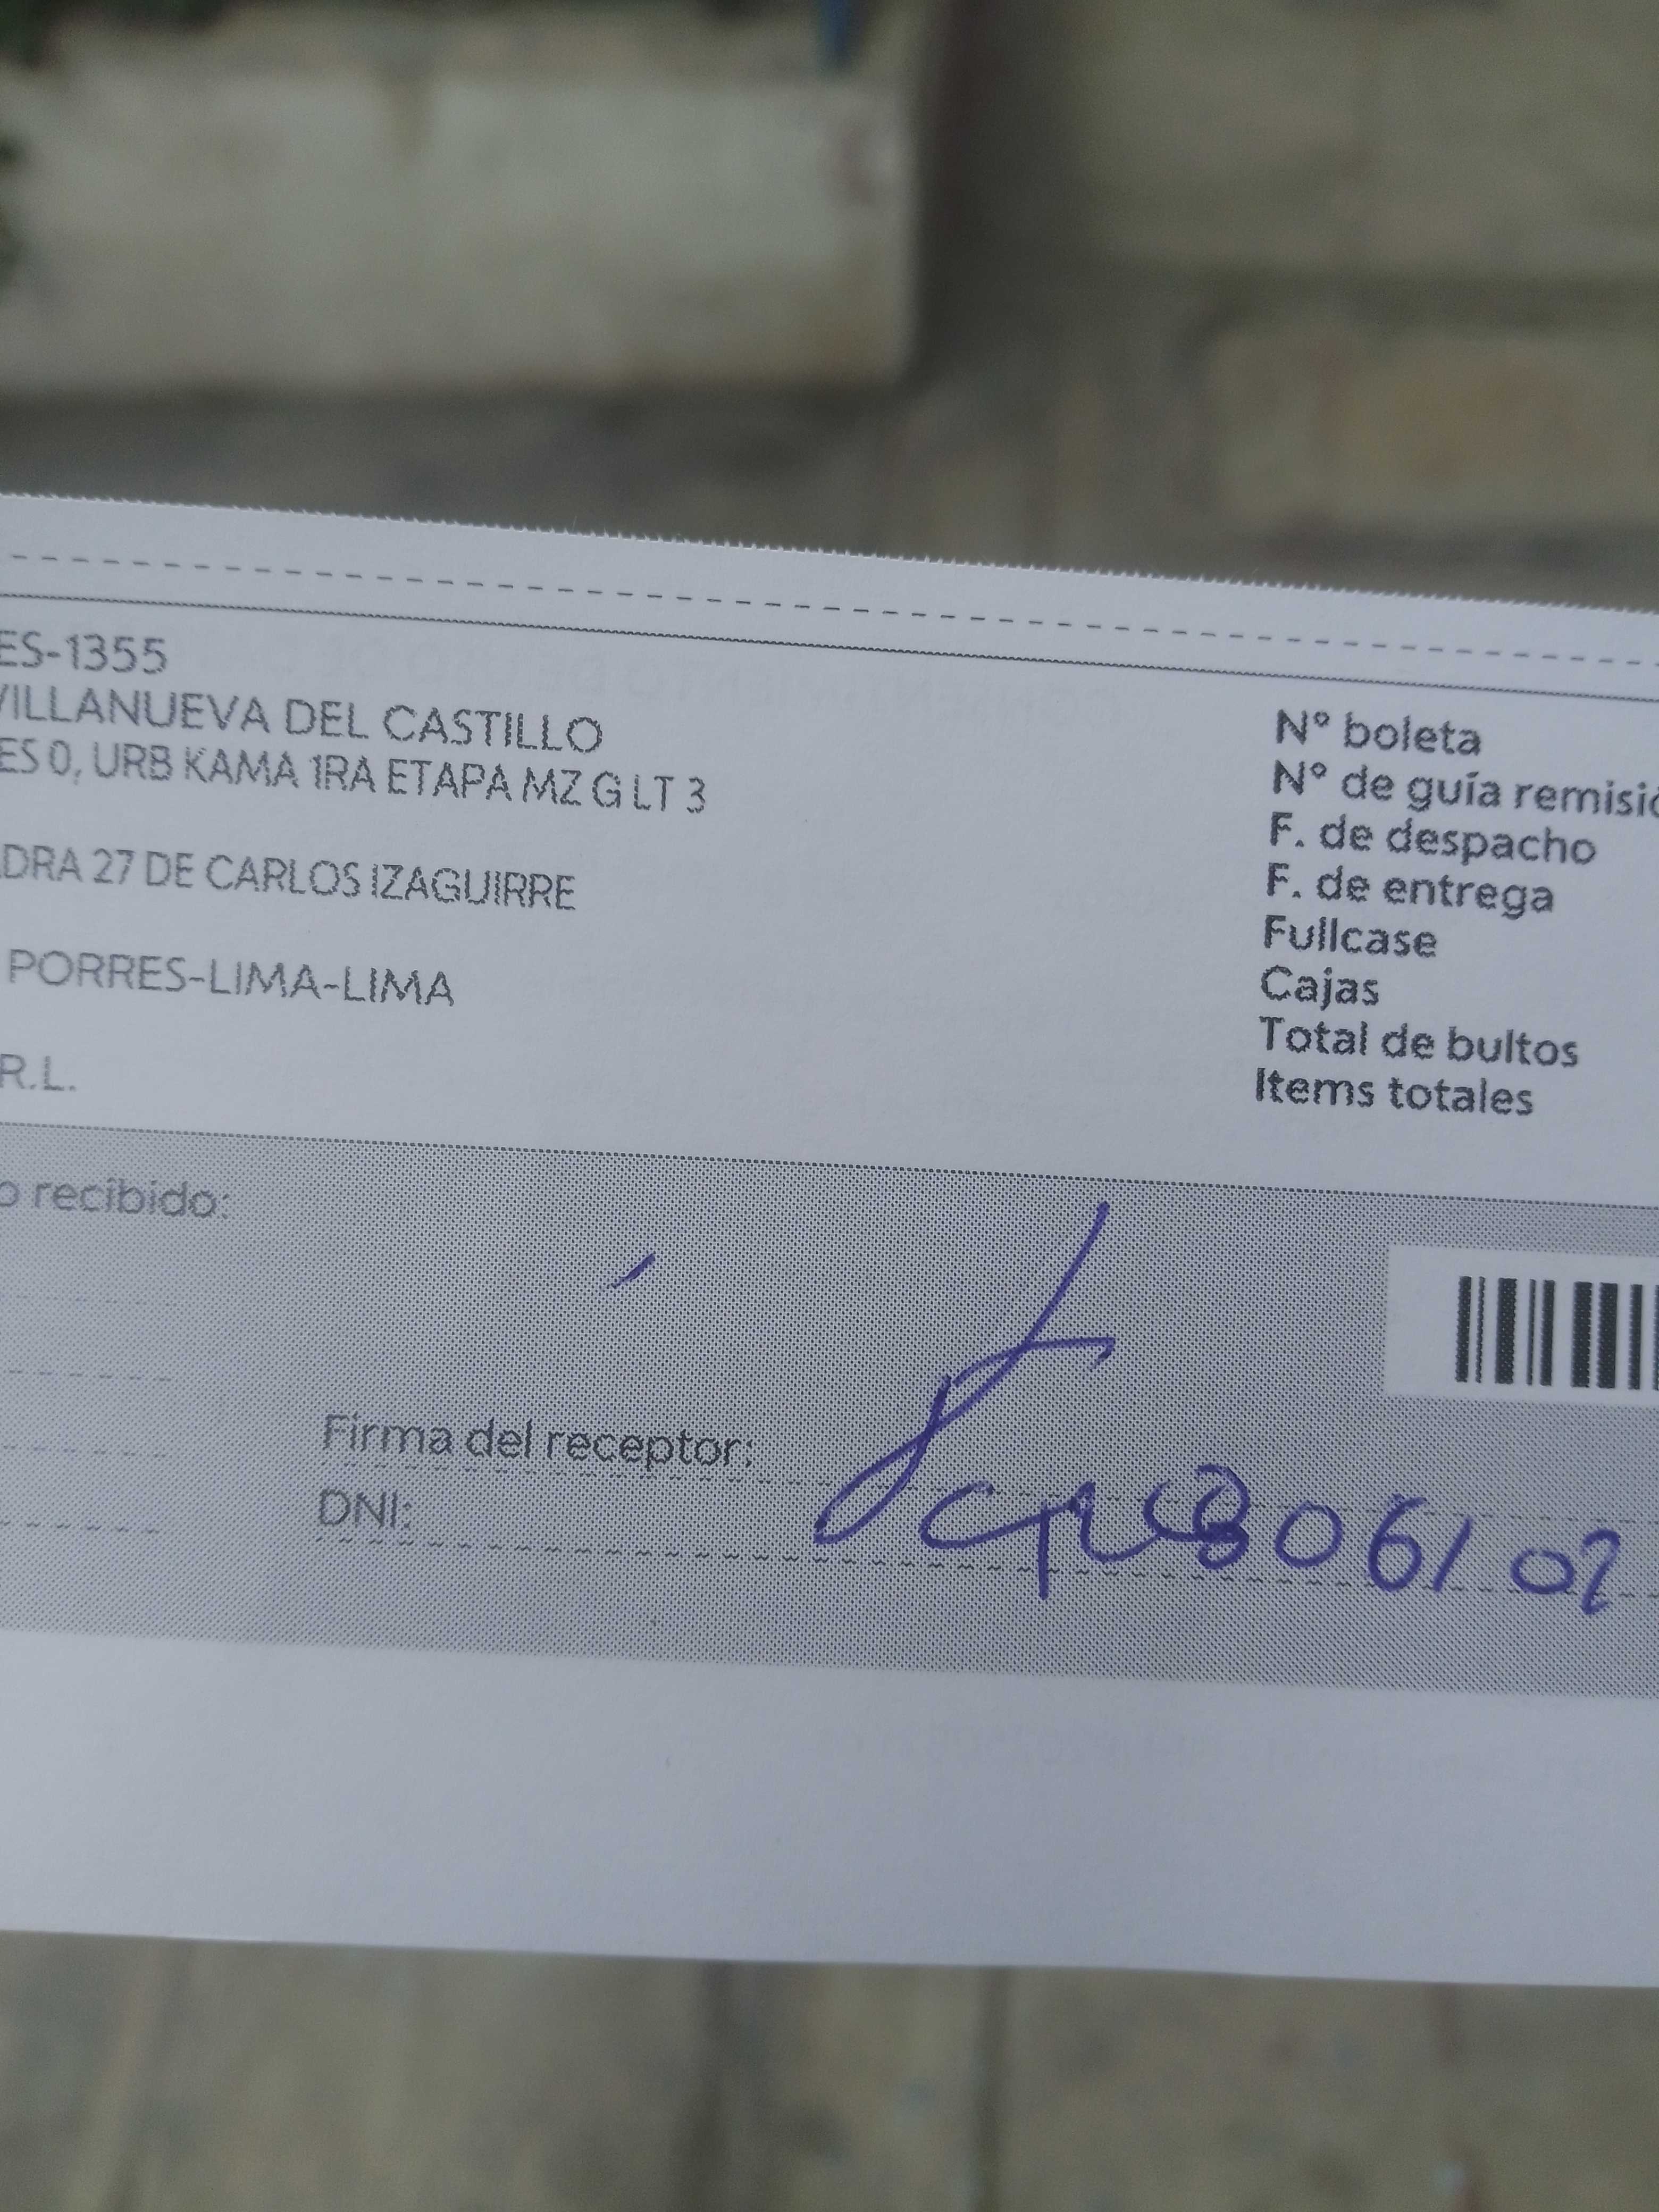 ES-1355
VILLANUEVA DEL CASTILLO
ES 0, URB KAMA 1RA ETAPA MZ G LT 3
DRA 27 DE CARLOS IZAGUIRRE
PORRES-LIMA-LIMA
R.L.
N° boleta
N° de guía remisió
F. de despacho
F. de entrega
Fullcase
Cajas
Total de bultos
Items totales
o recibido:
Firma del receptor:
DNI: